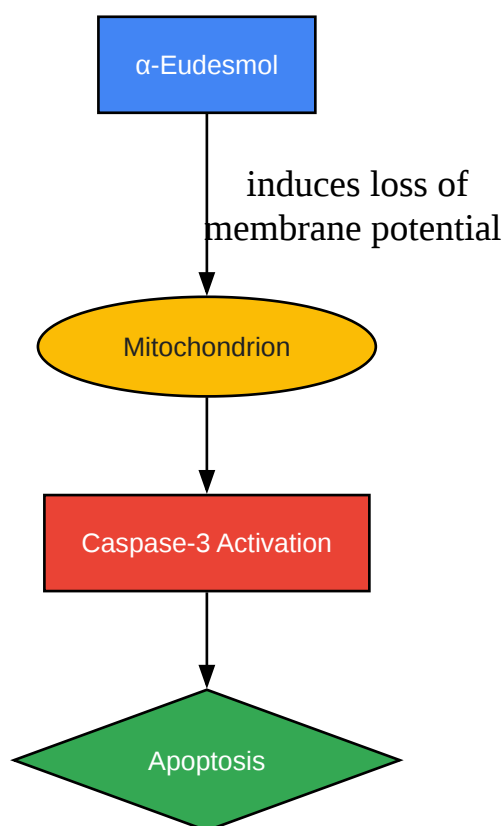 α-Eudesmol
induces loss of
membrane potential
Mitochondrion
Caspase-3 Activation
Apoptosis